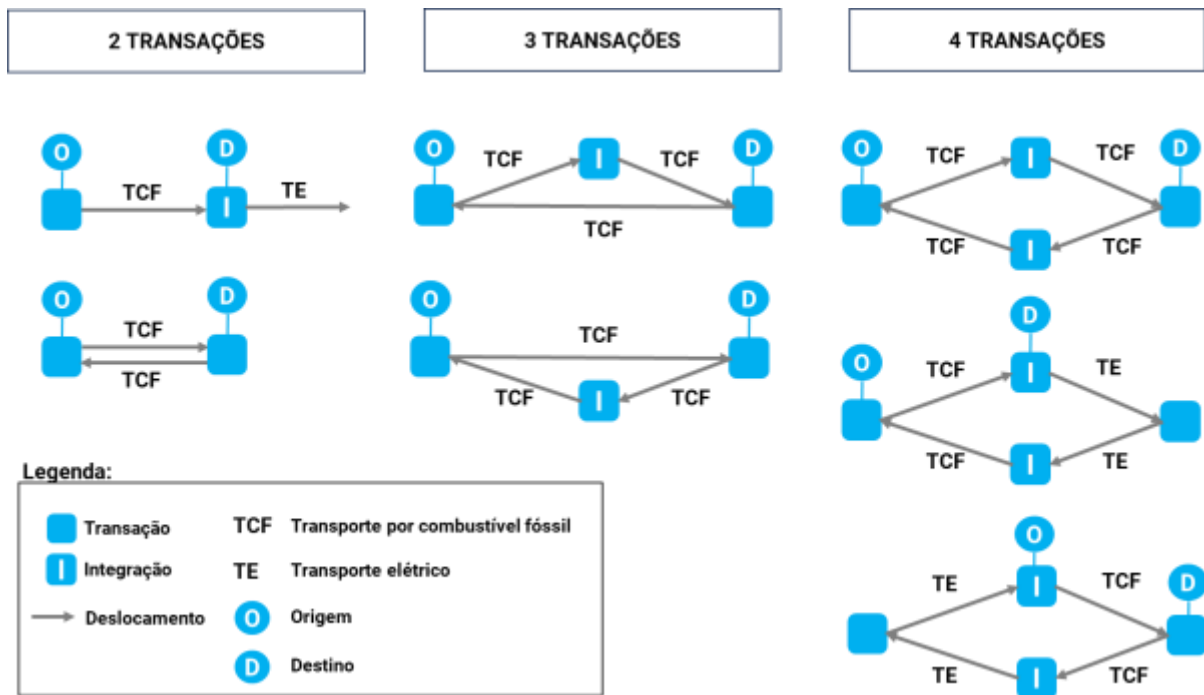 2 TRANSAÇÕES
3 TRANSAÇÕES
4 TRANSAÇÕES
O
D
TCF
I
TE
O
D
TCF
TCF
O
D
TCF
I
TCF
TCF
O
D
TCF
TCF
I
TCF
O
D
TCF
I
TCF
TCF
I
TCF
D
O
TCF
I
TE
TCF
I
TE
O
D
TE
I
TCF
TE
I
TCF
Legenda:
Transação
I Integração
Deslocamento
TCF Transporte por combustível fóssil
TE Transporte elétrico
O Origem
D Destino